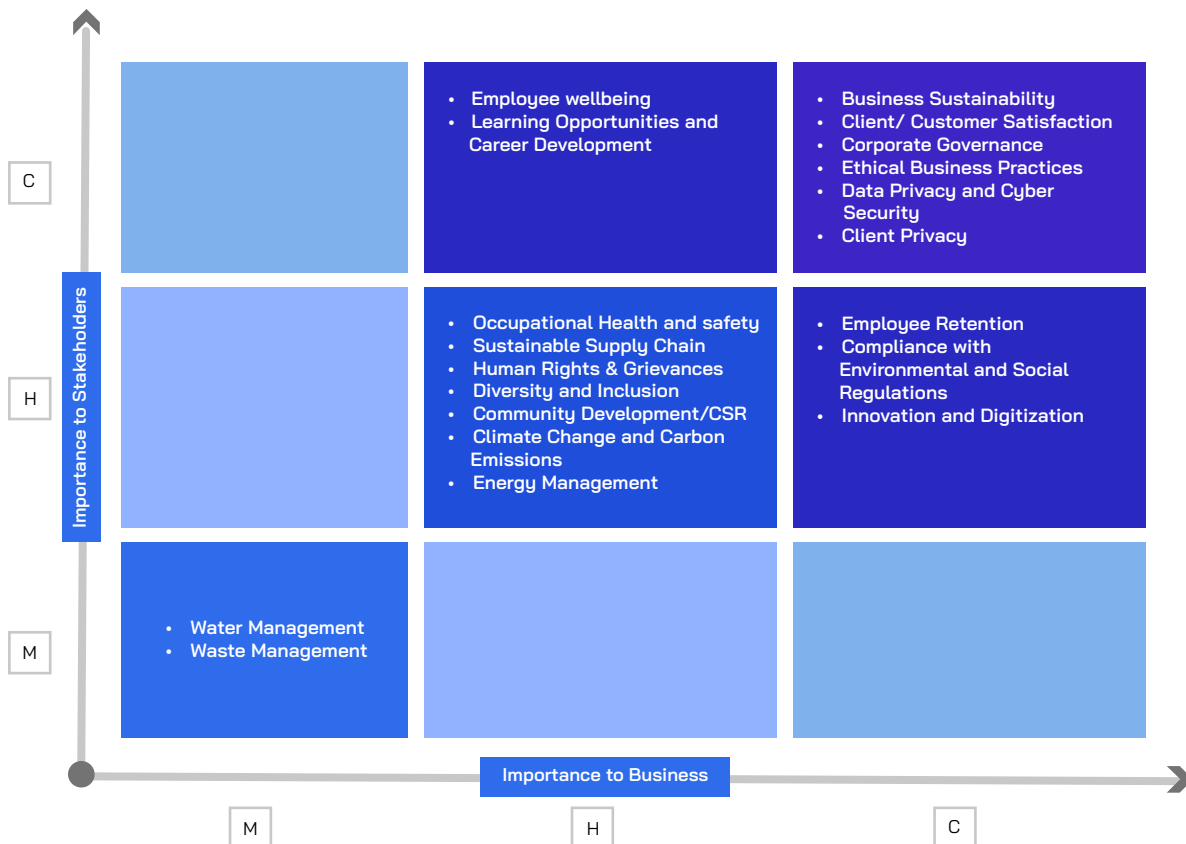 • Employee wellbeing
• Learning Opportunities and
Career Development
• Business Sustainability
• Client/ Customer Satisfaction
• Corporate Governance
• Ethical Business Practices
• Data Privacy and Cyber
Security
• Client Privacy
C
Importance to Stakeholders
• Occupational Health and safety
• Sustainable Supply Chain
• Human Rights & Grievances
• Diversity and Inclusion
• Community Development/CSR
• Climate Change and Carbon
Emissions
• Energy Management
• Employee Retention
• Compliance with
Environmental and Social
Regulations
• Innovation and Digitization
H
• Water Management
• Waste Management
M
Importance to Business
M
H
C